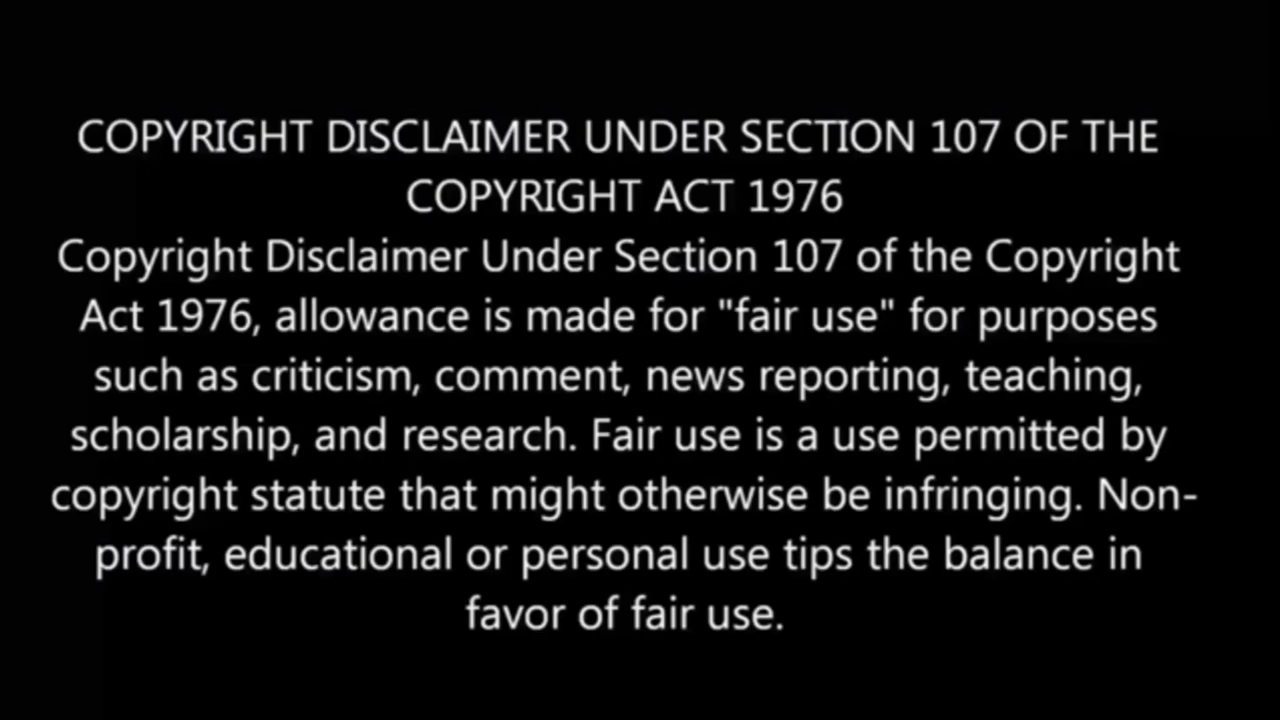 COPYRIGHT DISCLAIMER UNDER SECTION 107 OF THE
COPYRIGHT ACT 1976
Copyright Disclaimer Under Section 107 of the Copyright
Act 1976, allowance is made for "fair use" for purposes
such as criticism, comment, news reporting, teaching,
scholarship, and research. Fair use is a use permitted by
copyright statute that might otherwise be infringing. Non-
profit, educational or personal use tips the balance in
favor of fair use.